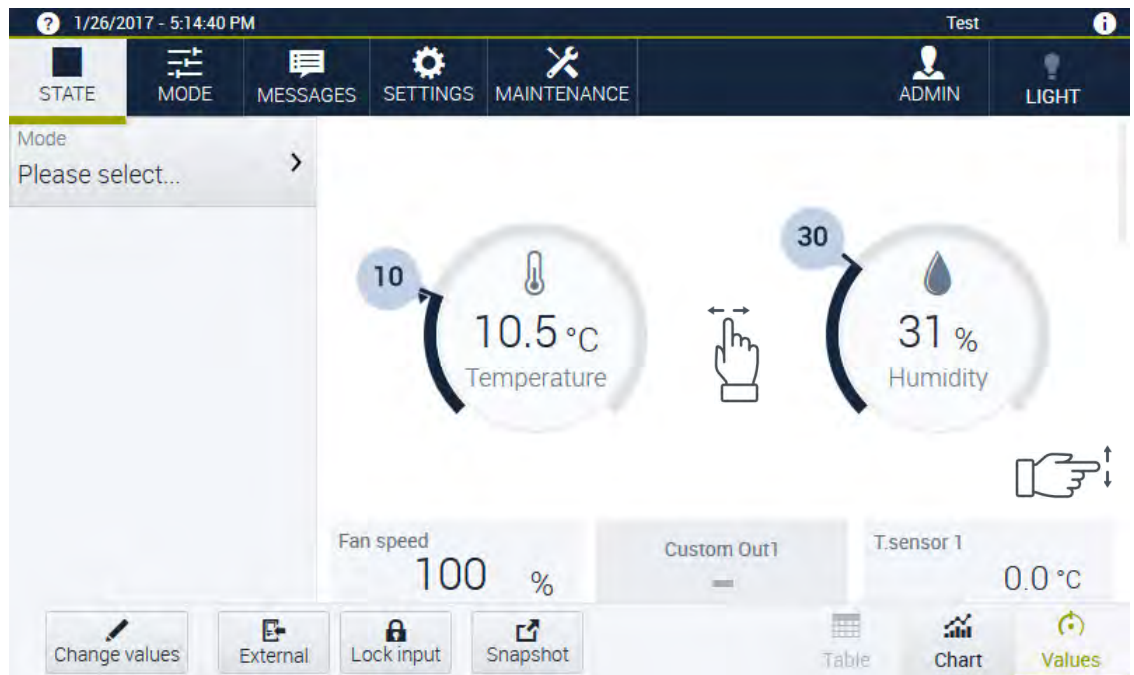 ? 1/26/2017 - 5:14:40 PM Test i
STATE MODE MESSAGES SETTINGS MAINTENANCE ADMIN LIGHT
Mode
Please select...
10
10.5 °C
Temperature
30
31 %
Humidity
Fan speed
100 %
Custom Out1
T.sensor 1
0.0 °C
Change values External Lock input Snapshot Table Chart Values